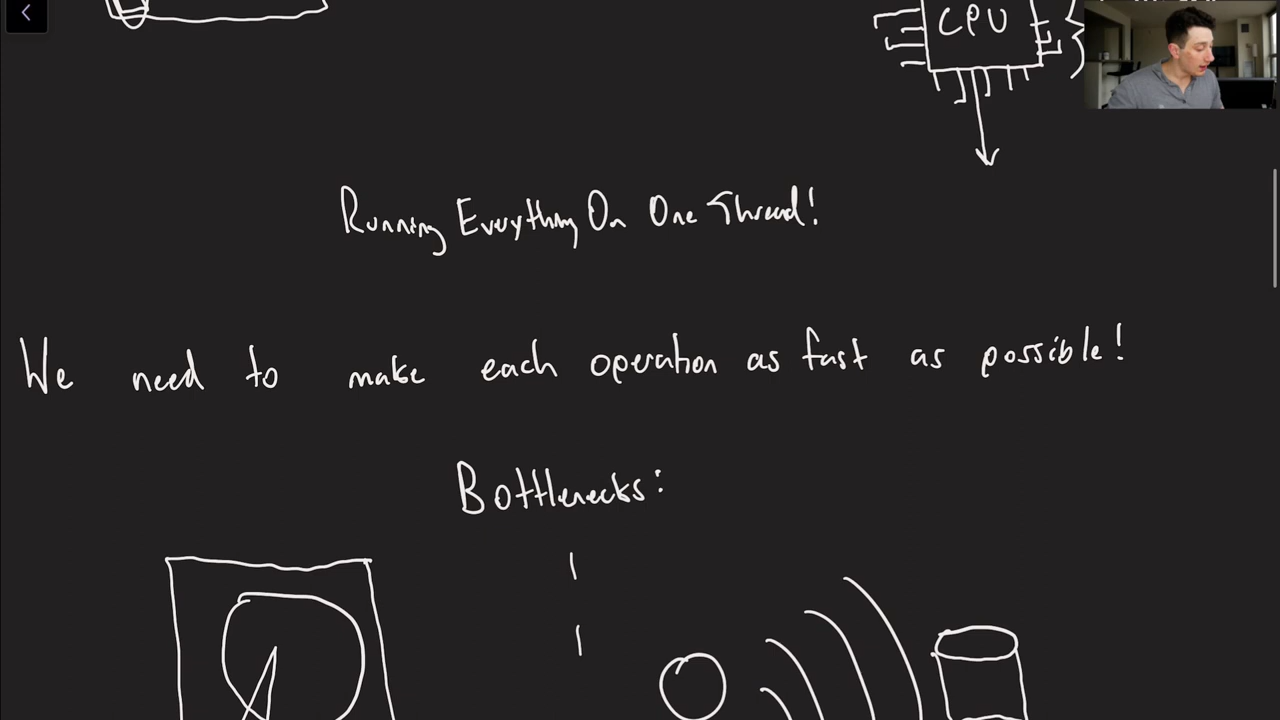 CPU
Running Everything On One Thread!
We need to make each operation as fast as possible!
Bottlenecks: